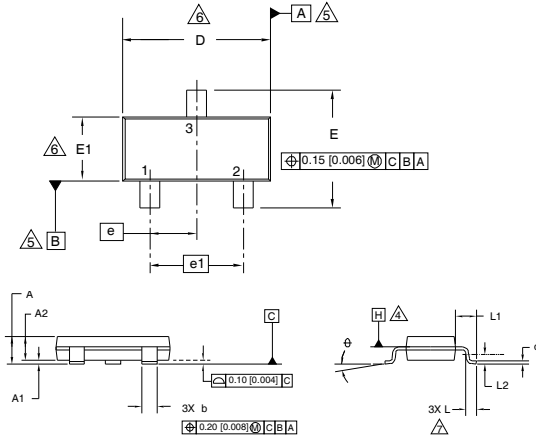 6
A
5
D
3
E
6
E1
⌖ 0.15 [0.006] Ⓜ C B A
1
2
5
B
e
e1
A
A2
C
H
4
L1
θ
c
A1
⌓ 0.10 [0.004] C
3X b
3X L
L2
⌖ 0.20 [0.008] Ⓜ C B A
7